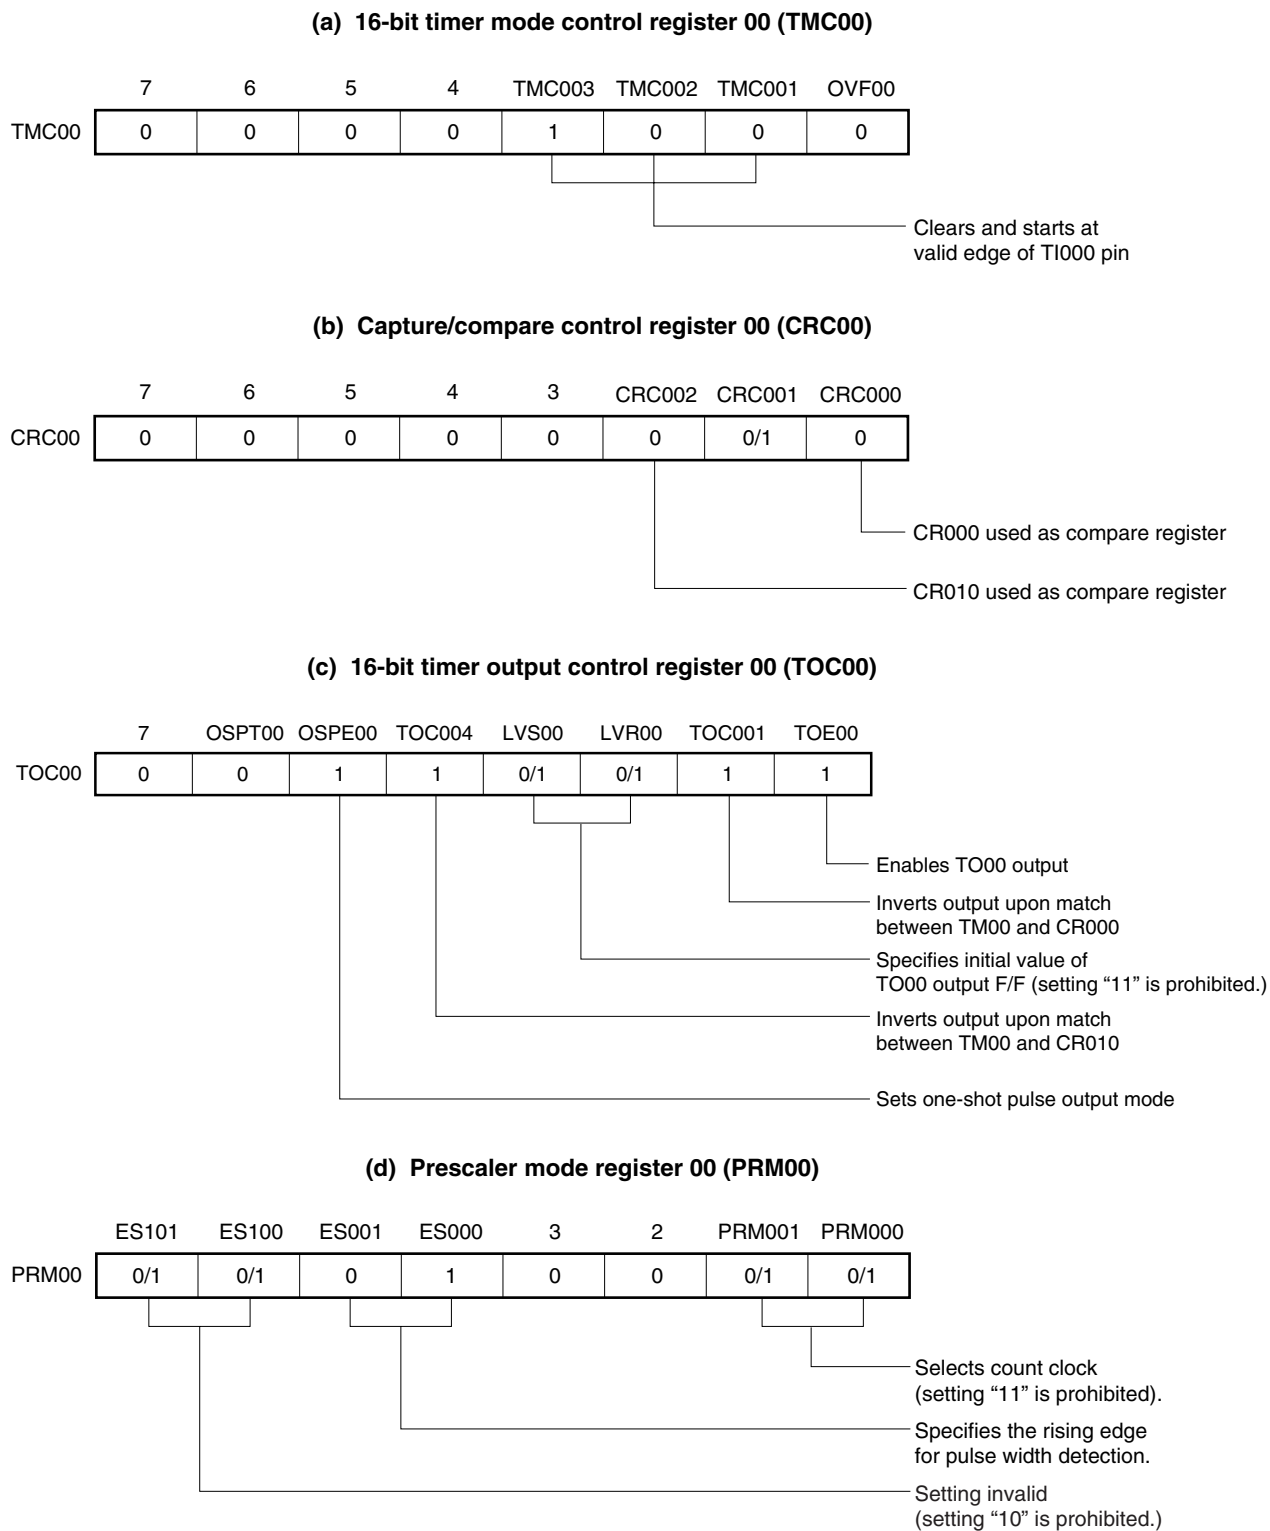 (a) 16-bit timer mode control register 00 (TMC00)
7 6 5 4 TMC003 TMC002 TMC001 OVF00
TMC00 0 0 0 0 1 0 0 0
Clears and starts at
valid edge of TI000 pin
(b) Capture/compare control register 00 (CRC00)
7 6 5 4 3 CRC002 CRC001 CRC000
CRC00 0 0 0 0 0 0 0/1 0
CR000 used as compare register
CR010 used as compare register
(c) 16-bit timer output control register 00 (TOC00)
7 OSPT00 OSPE00 TOC004 LVS00 LVR00 TOC001 TOE00
TOC00 0 0 1 1 0/1 0/1 1 1
Enables TO00 output
Inverts output upon match
between TM00 and CR000
Specifies initial value of
TO00 output F/F (setting “11” is prohibited.)
Inverts output upon match
between TM00 and CR010
Sets one-shot pulse output mode
(d) Prescaler mode register 00 (PRM00)
ES101 ES100 ES001 ES000 3 2 PRM001 PRM000
PRM00 0/1 0/1 0 1 0 0 0/1 0/1
Selects count clock
(setting “11” is prohibited).
Specifies the rising edge
for pulse width detection.
Setting invalid
(setting “10” is prohibited.)